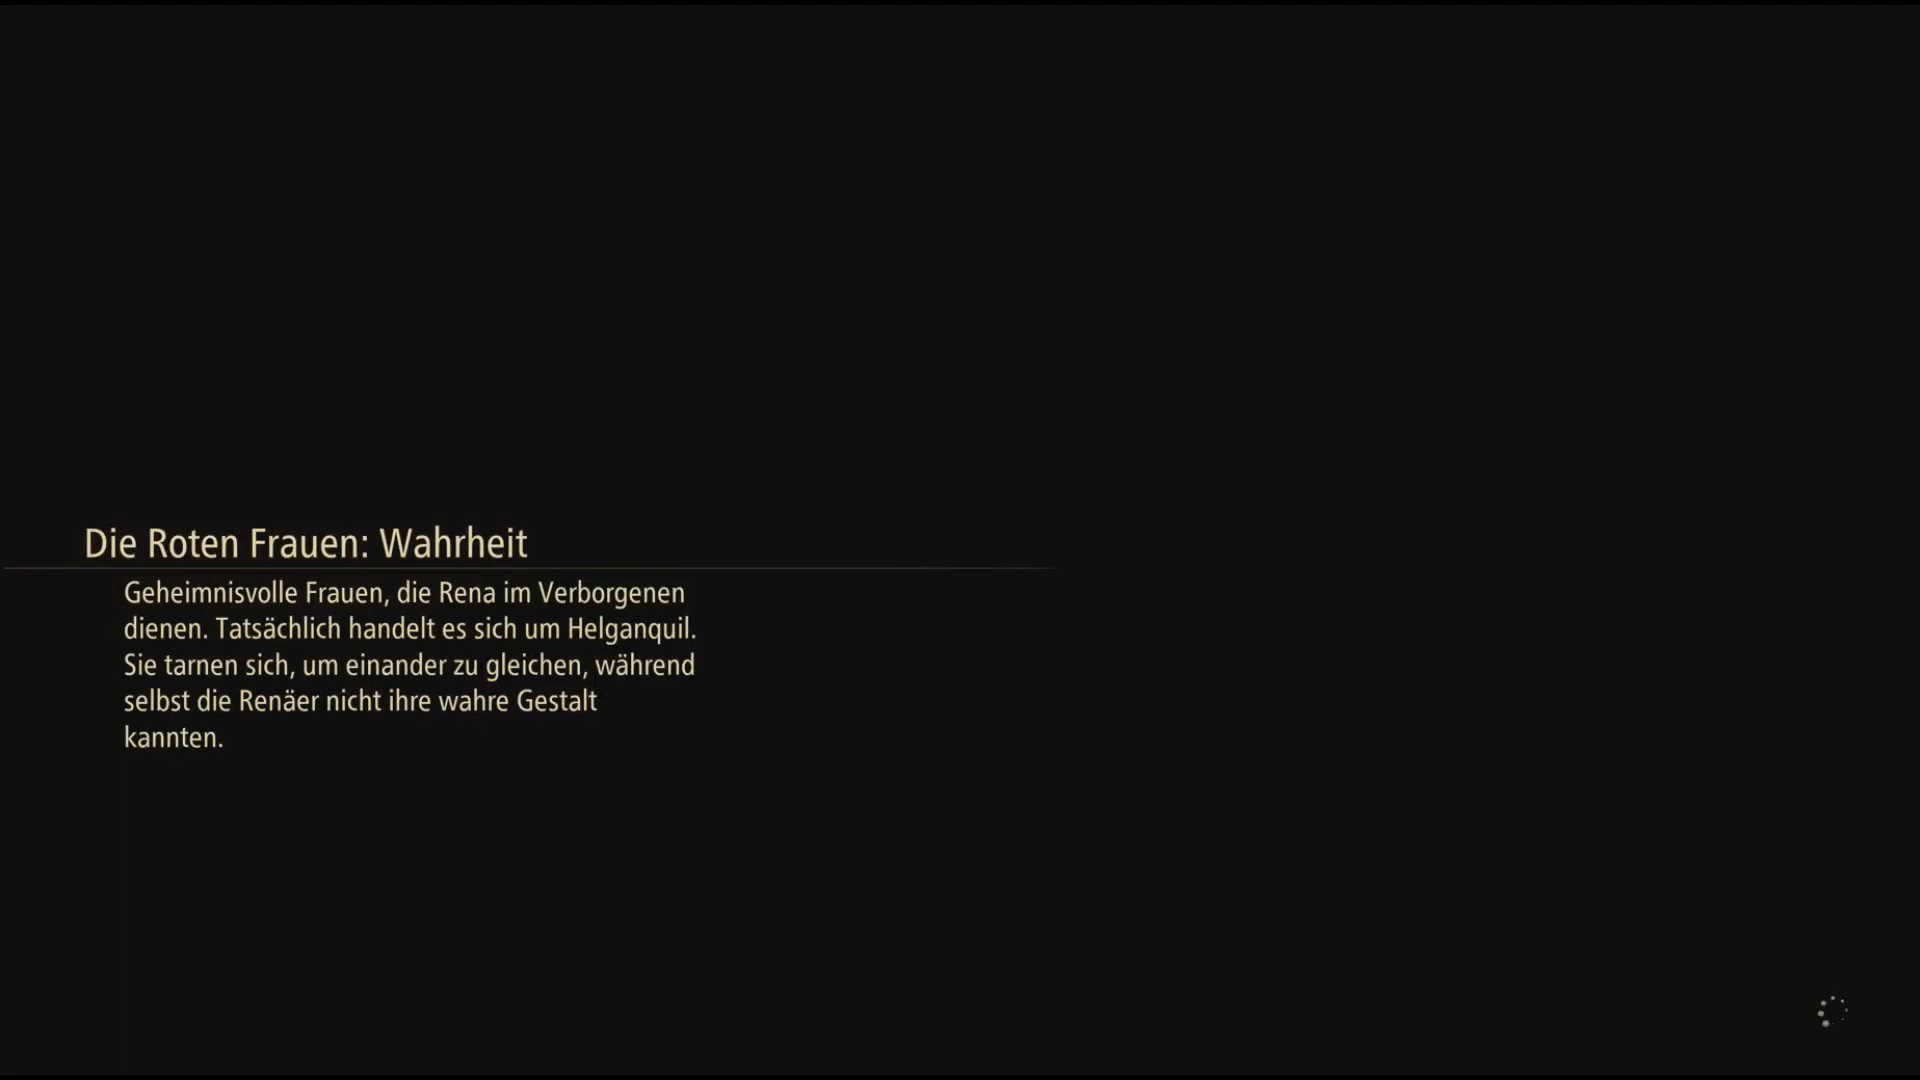 Die Roten Frauen: Wahrheit
Geheimnisvolle Frauen, die Rena im Verborgenen
dienen. Tatsächlich handelt es sich um Helganquil.
Sie tarnen sich, um einander zu gleichen, während
selbst die Renäer nicht ihre wahre Gestalt
kannten.